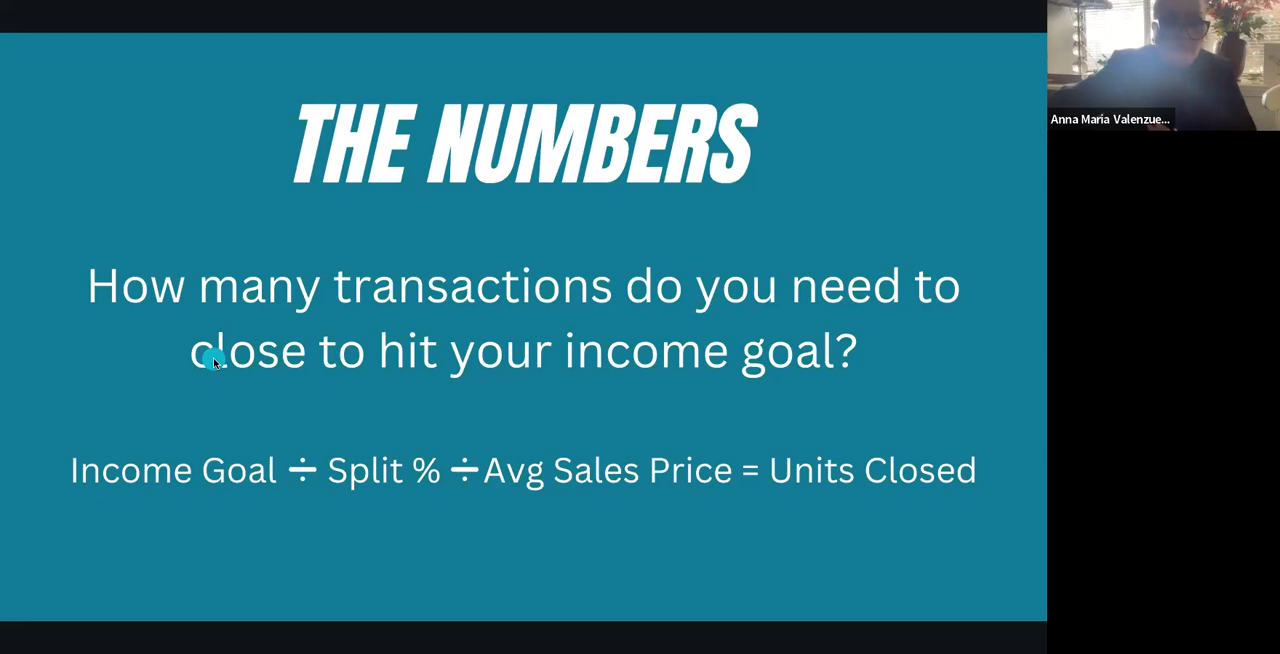 THE NUMBERS
How many transactions do you need to
close to hit your income goal?
Income Goal ÷ Split % ÷ Avg Sales Price = Units Closed
Anna María Valenzue...